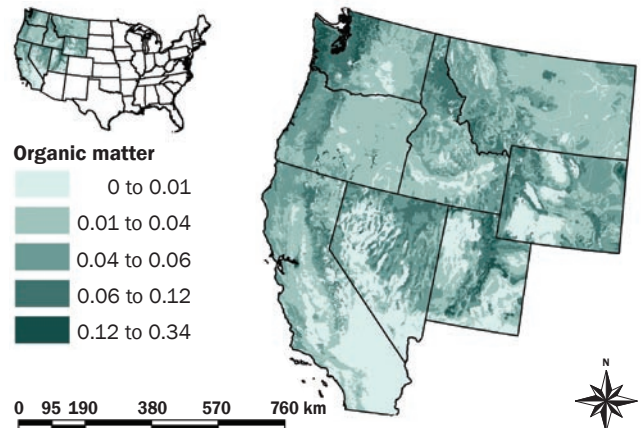 Organic matter
0 to 0.01
0.01 to 0.04
0.04 to 0.06
0.06 to 0.12
0.12 to 0.34
0 95 190 380 570 760 km
N